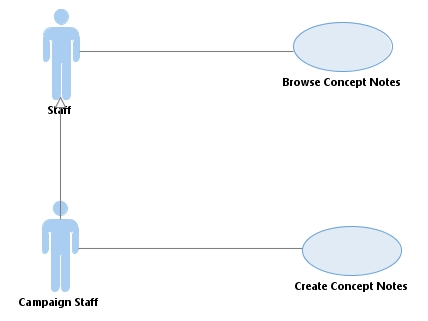 Browse Concept Notes
Staff
Create Concept Notes
Campaign Staff